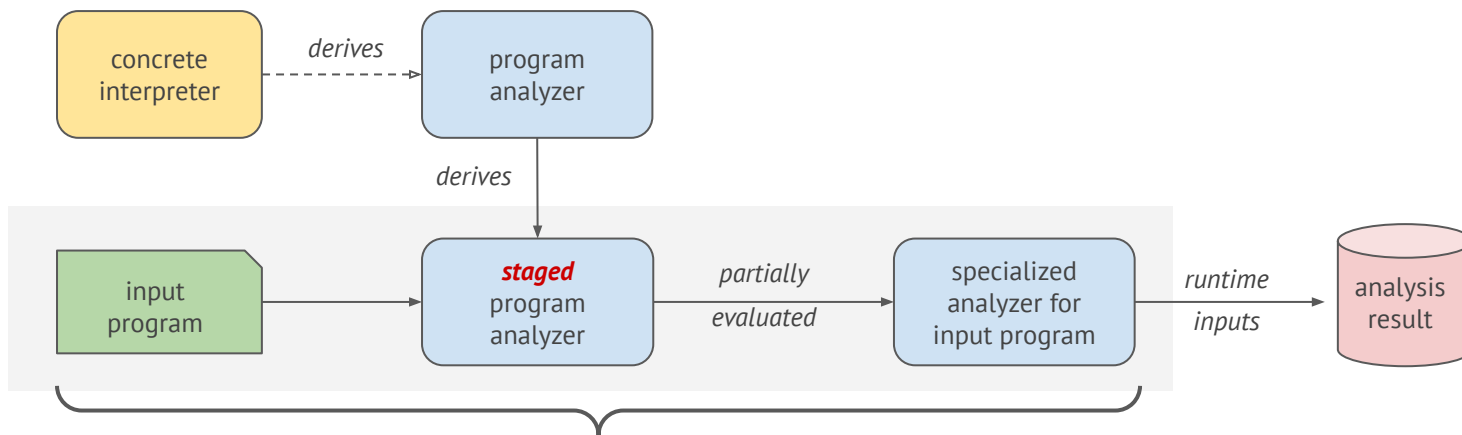 concrete
interpreter
derives
program
analyzer
derives
input
program
staged
program
analyzer
partially
evaluated
specialized
analyzer for
input program
runtime
inputs
analysis
result